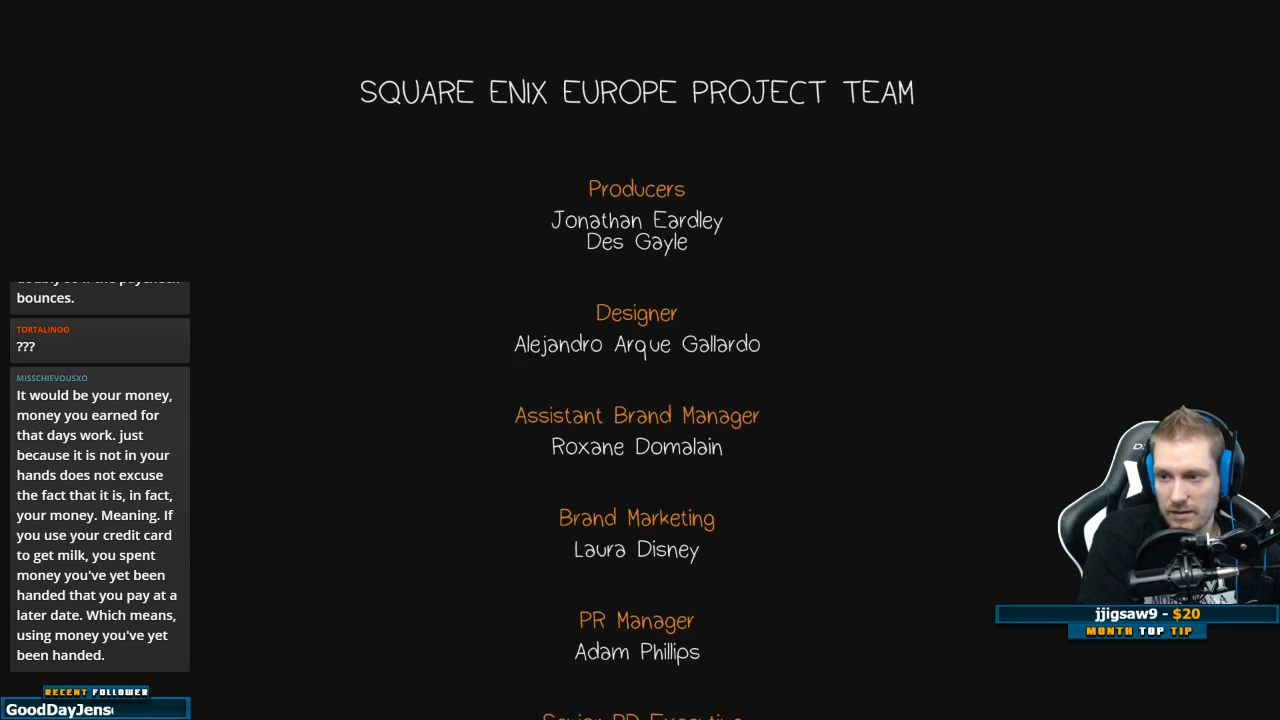 SQUARE ENIX EUROPE PROJECT TEAM
Producers
Jonathan Eardley
Des Gayle
Designer
Alejandro Arque Gallardo
Assistant Brand Manager
Roxane Domalain
Brand Marketing
Laura Disney
PR Manager
Adam Phillips
bounces.
TORTALINOO
???
MISSCHIEVOUSXO
It would be your money,
money you earned for
that days work. just
because it is not in your
hands does not excuse
the fact that it is, in fact,
your money. Meaning. If
you use your credit card
to get milk, you spent
money you've yet been
handed that you pay at a
later date. Which means,
using money you've yet
been handed.
RECENT FOLLOWER
GoodDayJens
jjigsaw9 - $20
MONTH TOP TIP